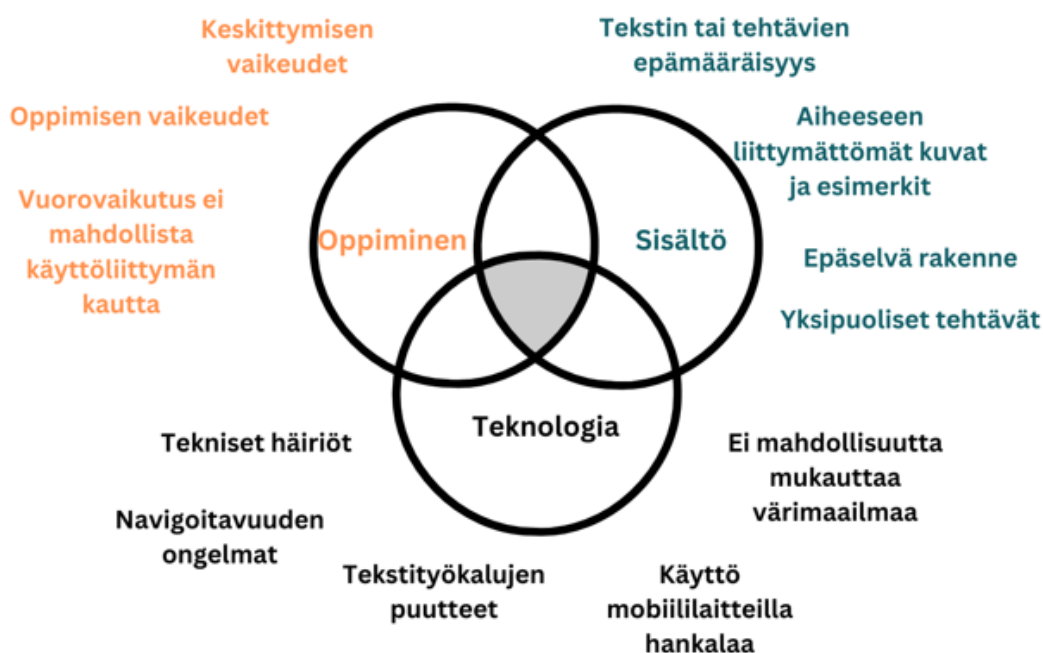 Keskittymisen
vaikeudet
Oppimisen vaikeudet
Vuorovaikutus ei
mahdollista
käyttöliittymän
kautta
Oppiminen
Tekstin tai tehtävien
epämääräisyys
Aiheeseen
liittymättömät kuvat
ja esimerkit
Sisältö
Epäselvä rakenne
Yksipuoliset tehtävät
Teknologia
Tekniset häiriöt
Navigoitavuuden
ongelmat
Tekstityökalujen
puutteet
Käyttö
mobiililaitteilla
hankalaa
Ei mahdollisuutta
mukauttaa
värimaailmaa